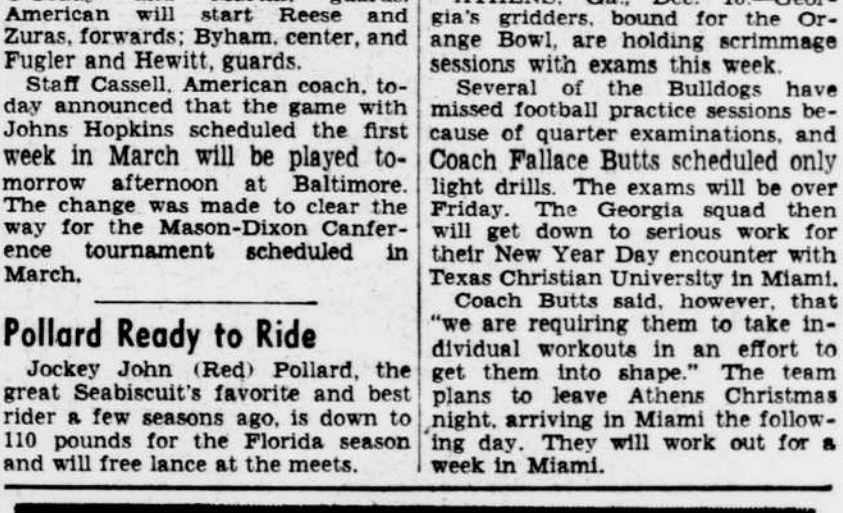 American will start Reese and
Zuras, forwards; Byham, center, and
Fugler and Hewitt, guards.
Staff Cassell, American coach, to-
day announced that the game with
Johns Hopkins scheduled the first
week in March will be played to-
morrow afternoon at Baltimore.
The change was made to clear the
way for the Mason-Dixon Canfer-
ence tournament scheduled in
March.
Pollard Ready to Ride
Jockey John (Red) Pollard, the
great Seabiscuit's favorite and best
rider a few seasons ago, is down to
110 pounds for the Florida season
and will free lance at the meets.
gia's gridders, bound for the Or-
ange Bowl, are holding scrimmage
sessions with exams this week.
Several of the Bulldogs have
missed football practice sessions be-
cause of quarter examinations, and
Coach Fallace Butts scheduled only
light drills. The exams will be over
Friday. The Georgia squad then
will get down to serious work for
their New Year Day encounter with
Texas Christian University in Miami.
Coach Butts said, however, that
"we are requiring them to take in-
dividual workouts in an effort to
get them into shape." The team
plans to leave Athens Christmas
night, arriving in Miami the follow-
ing day. They will work out for a
week in Miami.